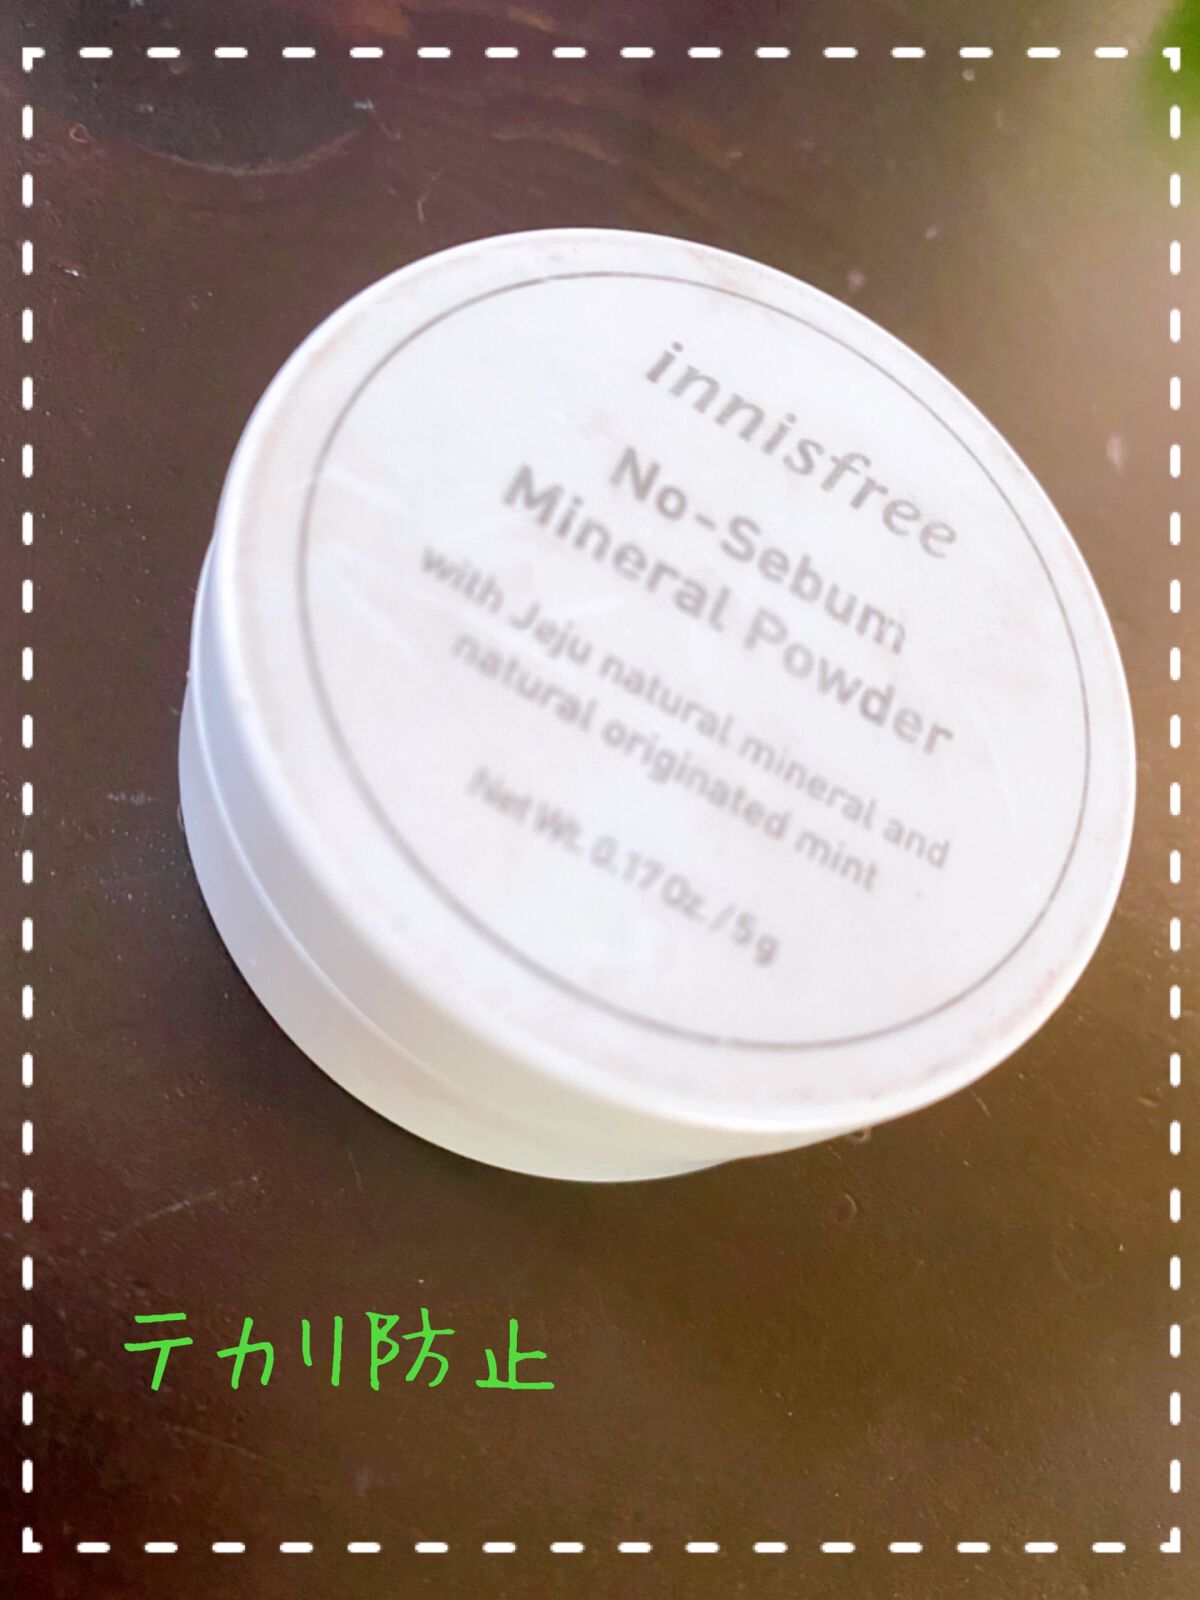 innisfree
No-Sebum
Mineral Powder
with Jeju natural mineral and
natural originated mint
Net Wt. 0.17 Oz. / 5g
テカリ防止